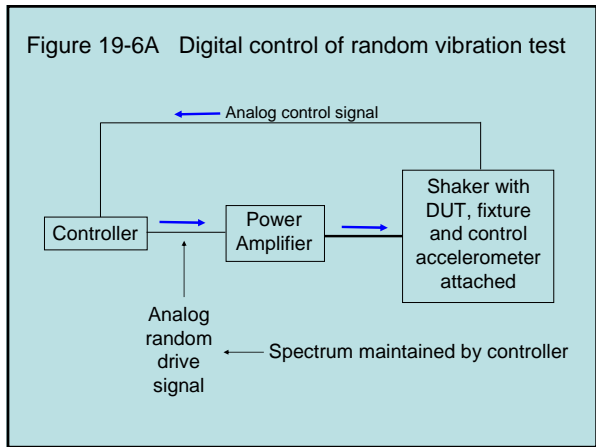 Figure 19-6A Digital control of random vibration test
Analog control signal
Controller
Power
Amplifier
Shaker with
DUT, fixture
and control
accelerometer
attached
Analog
random
drive
signal
Spectrum maintained by controller